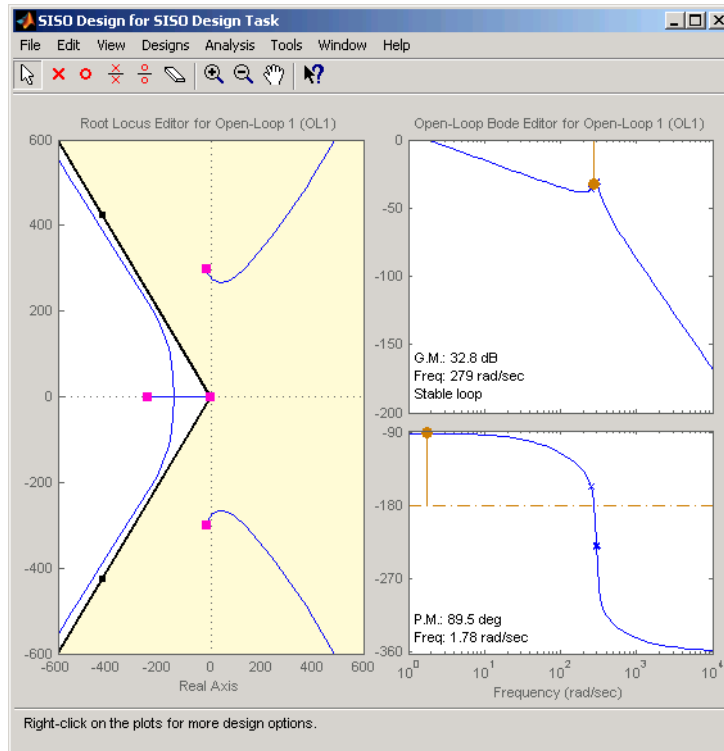 SISO Design for SISO Design Task
File Edit View Designs Analysis Tools Window Help
Root Locus Editor for Open-Loop 1 (OL1)
600
400
200
0
-200
-400
-600
-600 -400 -200 0 200 400 600
Real Axis
Open-Loop Bode Editor for Open-Loop 1 (OL1)
0
-50
-100
-150
-200
G.M.: 32.8 dB
Freq: 279 rad/sec
Stable loop
-90
-180
-270
-360
P.M.: 89.5 deg
Freq: 1.78 rad/sec
10^0 10^1 10^2 10^3 10^4
Frequency (rad/sec)
Right-click on the plots for more design options.